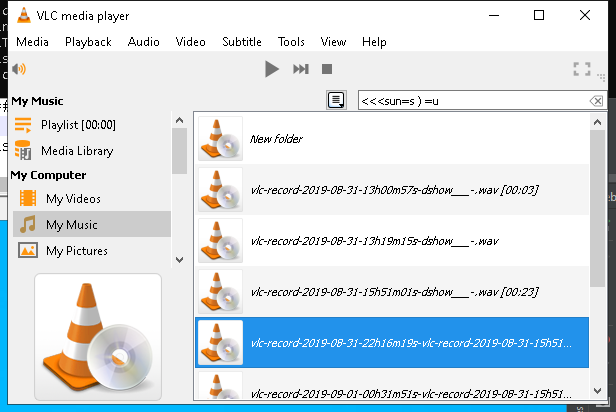 VLC media player
Media Playback Audio Video Subtitle Tools View Help
My Music
<<<sun=s ) =u
Playlist [00:00]
Media Library
My Computer
My Videos
My Music
My Pictures
New folder
vlc-record-2019-08-31-13h00m57s-dshow___-.wav [00:03]
vlc-record-2019-08-31-13h19m15s-dshow___-.wav
vlc-record-2019-08-31-15h51m01s-dshow___-.wav [00:23]
vlc-record-2019-08-31-22h16m19s-vlc-record-2019-08-31-15h51...
vlc-record-2019-09-01-00h31m51s-vlc-record-2019-08-31-15h51...